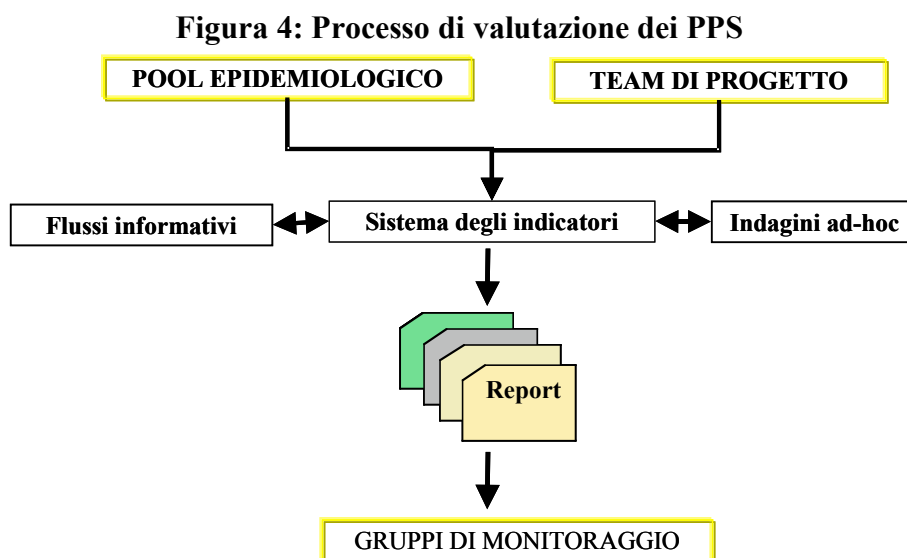 Figura 4: Processo di valutazione dei PPS
POOL EPIDEMIOLOGICO
TEAM DI PROGETTO
Flussi informativi
Sistema degli indicatori
Indagini ad-hoc
Report
GRUPPI DI MONITORAGGIO